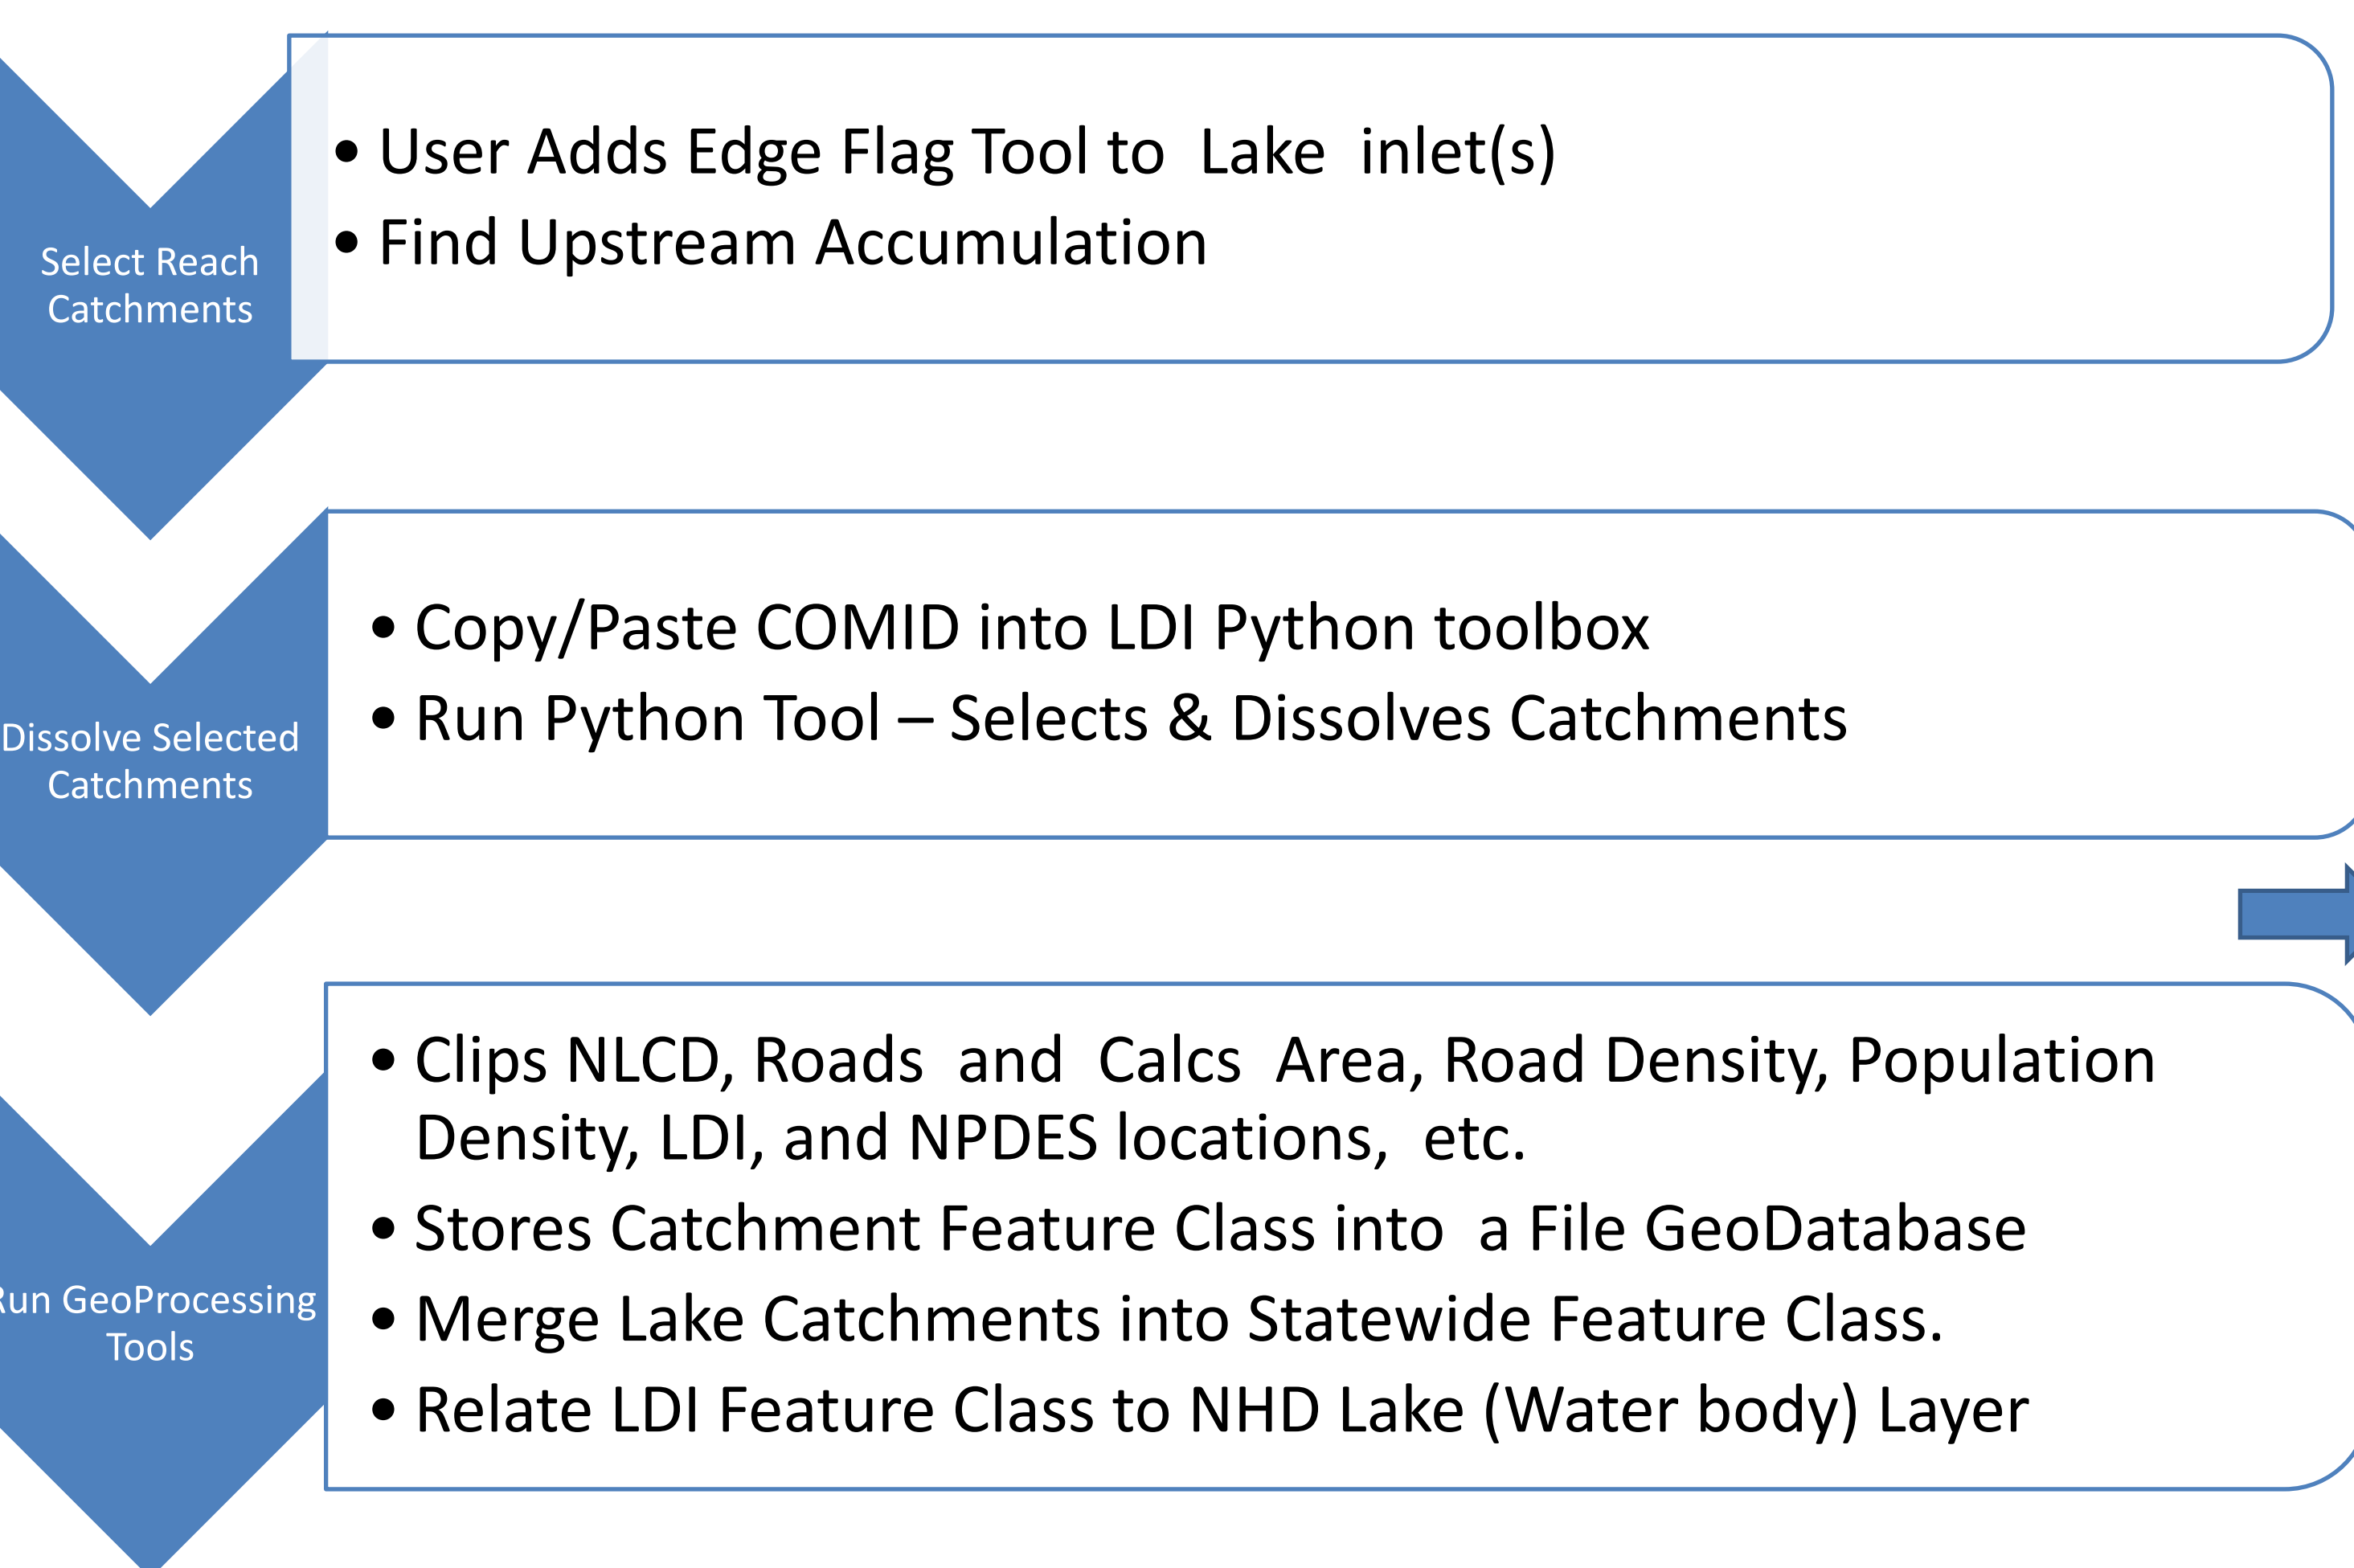 Select Reach
Catchments
• User Adds Edge Flag Tool to Lake inlet(s)
• Find Upstream Accumulation
Dissolve Selected
Catchments
• Copy/Paste COMID into LDI Python toolbox
• Run Python Tool – Selects & Dissolves Catchments
Run GeoProcessing
Tools
• Clips NLCD, Roads and Calcs Area, Road Density, Population
Density, LDI, and NPDES locations, etc.
• Stores Catchment Feature Class into a File GeoDatabase
• Merge Lake Catchments into Statewide Feature Class.
• Relate LDI Feature Class to NHD Lake (Water body) Layer